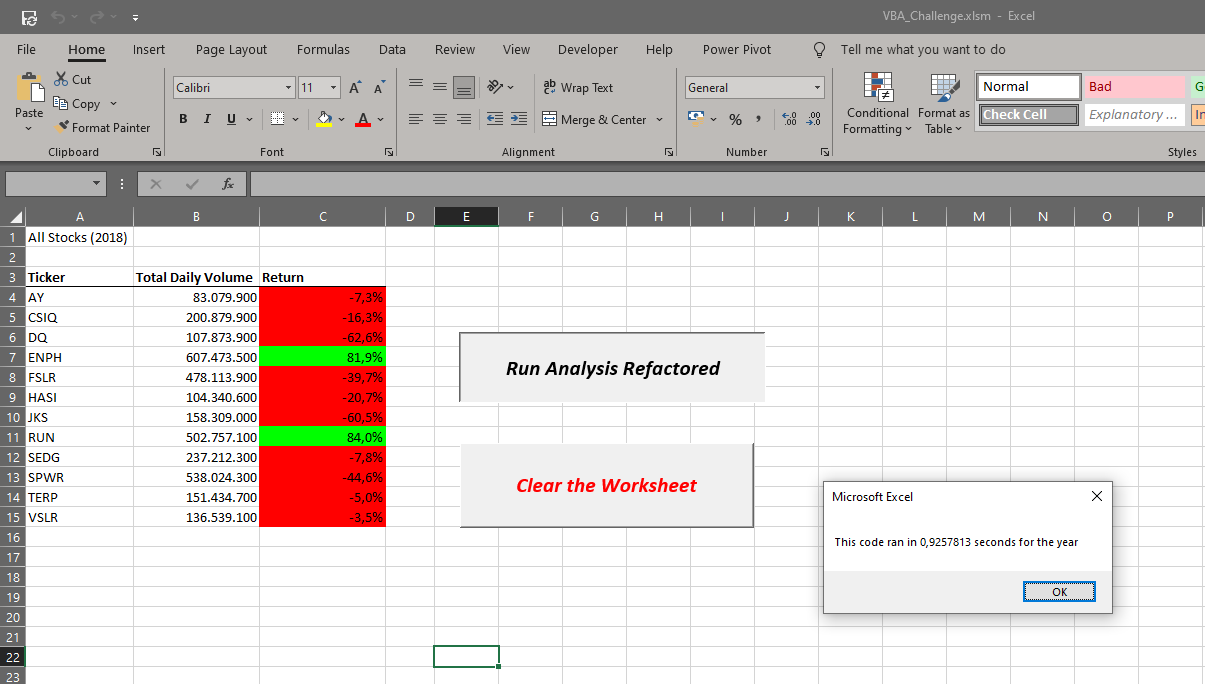 VBA_Challenge.xlsm - Excel
File Home Insert Page Layout Formulas Data Review View Developer Help Power Pivot Tell me what you want to do
Paste
Cut
Copy
Format Painter
Clipboard
Calibri 11
B I U
Font
Wrap Text
Merge & Center
Alignment
General
Number
Conditional Formatting
Format as Table
Normal Bad G
Check Cell Explanatory ... In
Styles
A B C D E F G H I J K L M N O P
1 All Stocks (2018)
2
3 Ticker Total Daily Volume Return
4 AY 83.079.900 -7,3%
5 CSIQ 200.879.900 -16,3%
6 DQ 107.873.900 -62,6%
7 ENPH 607.473.500 81,9%
8 FSLR 478.113.900 -39,7%
9 HASI 104.340.600 -20,7%
10 JKS 158.309.000 -60,5%
11 RUN 502.757.100 84,0%
12 SEDG 237.212.300 -7,8%
13 SPWR 538.024.300 -44,6%
14 TERP 151.434.700 -5,0%
15 VSLR 136.539.100 -3,5%
16
17
18
19
20
21
22
23
Run Analysis Refactored
Clear the Worksheet
Microsoft Excel
This code ran in 0,9257813 seconds for the year
OK